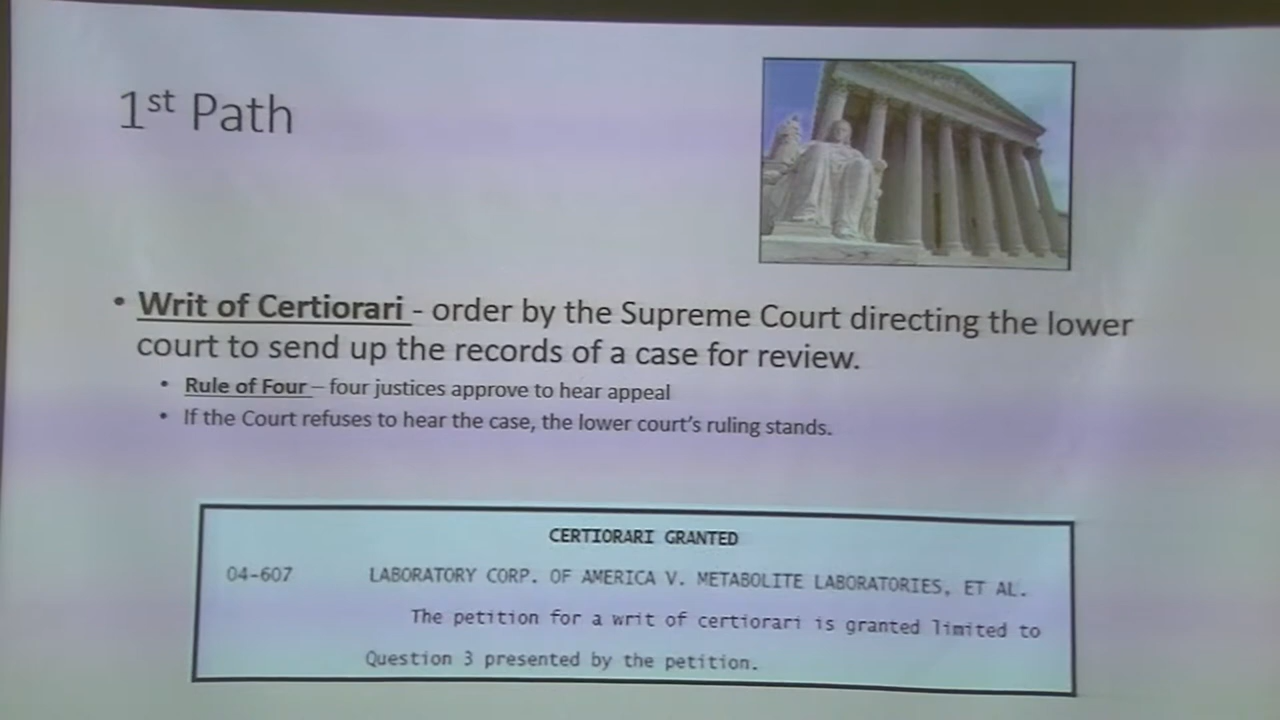 1st Path
• Writ of Certiorari - order by the Supreme Court directing the lower
court to send up the records of a case for review.
• Rule of Four – four justices approve to hear appeal
• If the Court refuses to hear the case, the lower court's ruling stands.
CERTIORARI GRANTED
04-607 LABORATORY CORP. OF AMERICA V. METABOLITE LABORATORIES, ET AL.
The petition for a writ of certiorari is granted limited to
Question 3 presented by the petition.